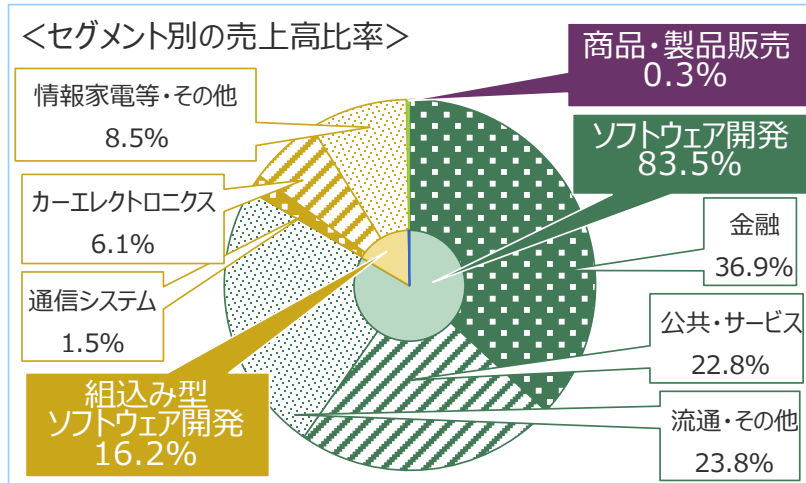 ＜セグメント別の売上高比率＞
商品・製品販売
0.3%
ソフトウェア開発
83.5%
金融
36.9%
公共・サービス
22.8%
流通・その他
23.8%
組込み型
ソフトウェア開発
16.2%
通信システム
1.5%
カーエレクトロニクス
6.1%
情報家電等・その他
8.5%